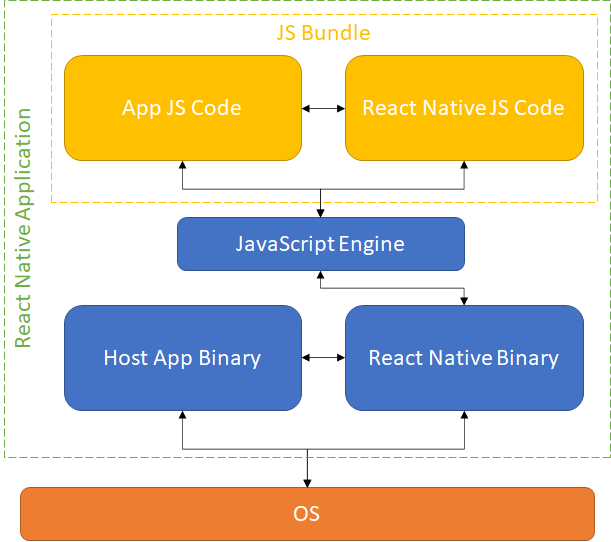 JS Bundle
App JS Code
React Native JS Code
React Native Application
JavaScript Engine
Host App Binary
React Native Binary
OS